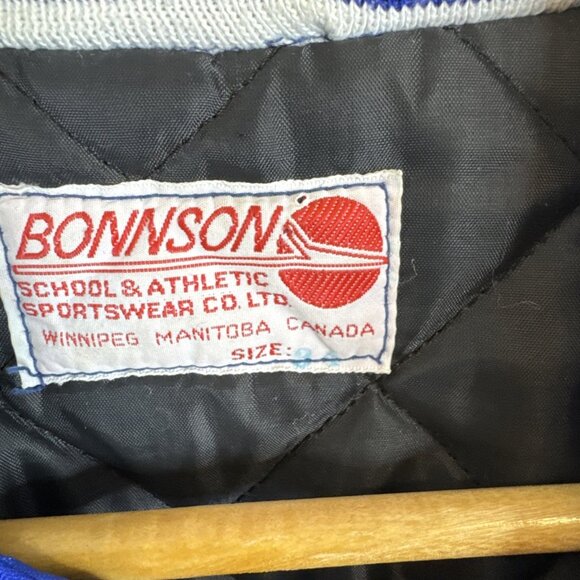 BONNSON
SCHOOL & ATHLETIC
SPORTSWEAR CO. LTD.
WINNIPEG MANITOBA CANADA
SIZE: